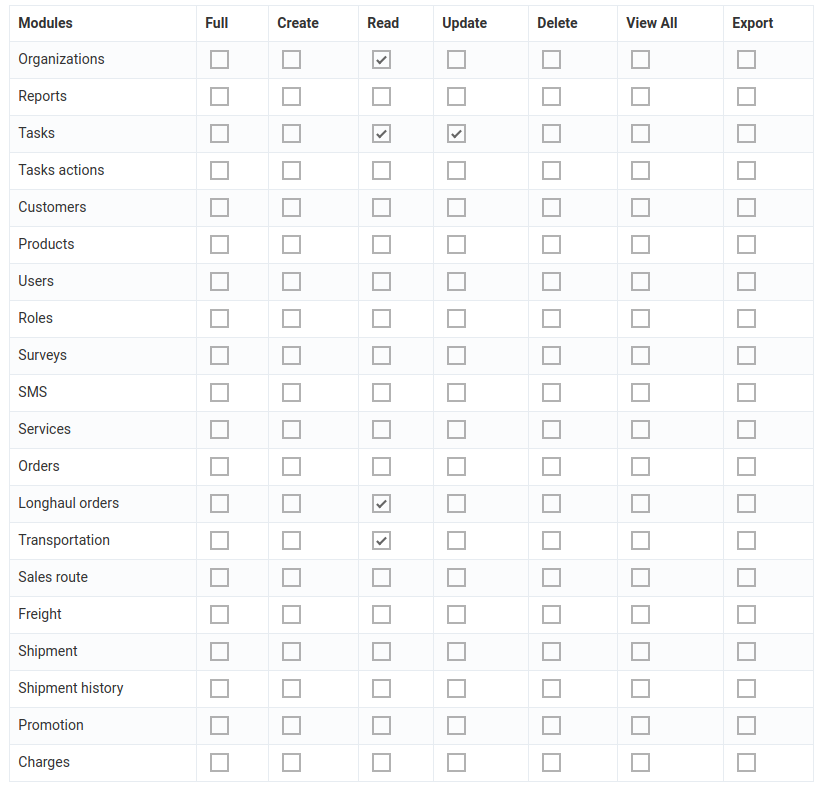 Modules Full Create Read Update Delete View All Export
Organizations
Reports
Tasks
Tasks actions
Customers
Products
Users
Roles
Surveys
SMS
Services
Orders
Longhaul orders
Transportation
Sales route
Freight
Shipment
Shipment history
Promotion
Charges